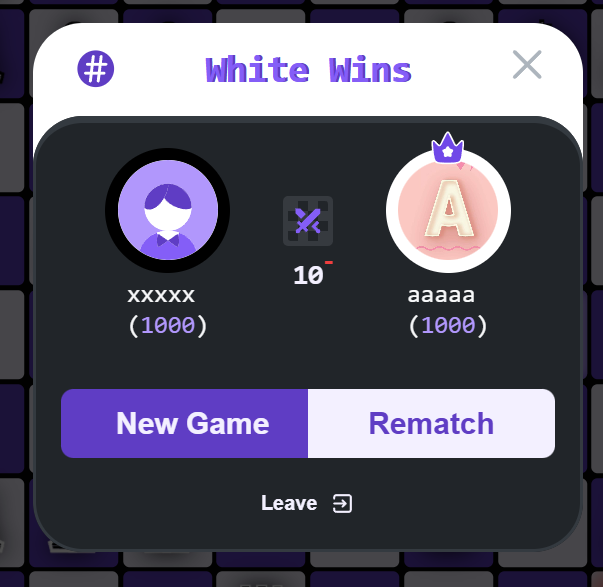 # White Wins
A
10-
xxxxx
aaaaa
(1000)
(1000)
New Game
Rematch
Leave